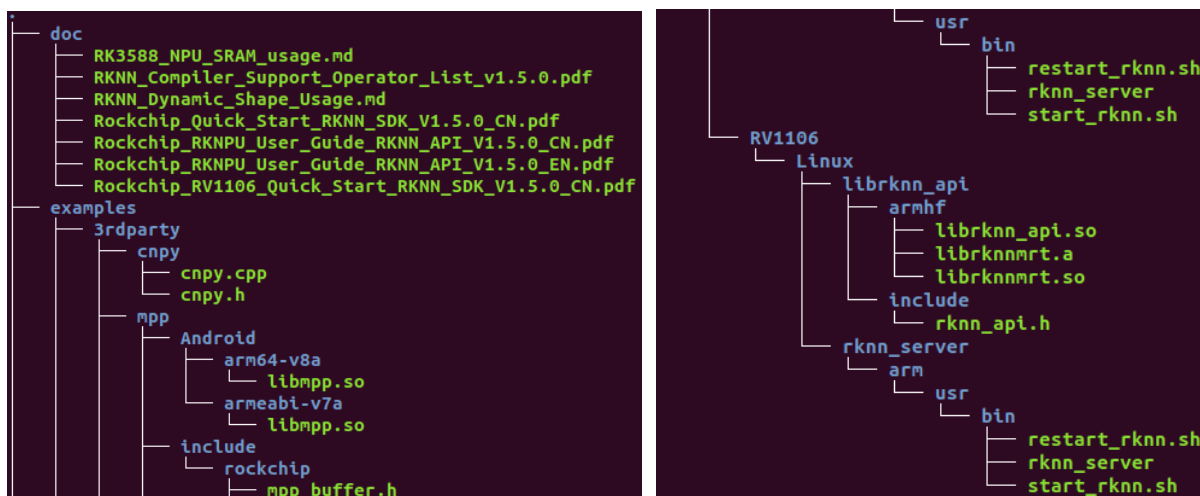 .
doc
RK3588_NPU_SRAM_usage.md
RKNN_Compiler_Support_Operator_List_v1.5.0.pdf
RKNN_Dynamic_Shape_Usage.md
Rockchip_Quick_Start_RKNN_SDK_V1.5.0_CN.pdf
Rockchip_RKNPU_User_Guide_RKNN_API_V1.5.0_CN.pdf
Rockchip_RKNPU_User_Guide_RKNN_API_V1.5.0_EN.pdf
Rockchip_RV1106_Quick_Start_RKNN_SDK_V1.5.0_CN.pdf
examples
3rdparty
cnpy
cnpy.cpp
cnpy.h
mpp
Android
arm64-v8a
libmpp.so
armeabi-v7a
libmpp.so
include
rockchip
mpp_buffer.h
usr
bin
restart_rknn.sh
rknn_server
start_rknn.sh
RV1106
Linux
librknn_api
armhf
librknn_api.so
librknnmrt.a
librknnmrt.so
include
rknn_api.h
rknn_server
arm
usr
bin
restart_rknn.sh
rknn_server
start_rknn.sh